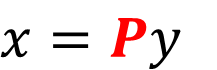 x = Py